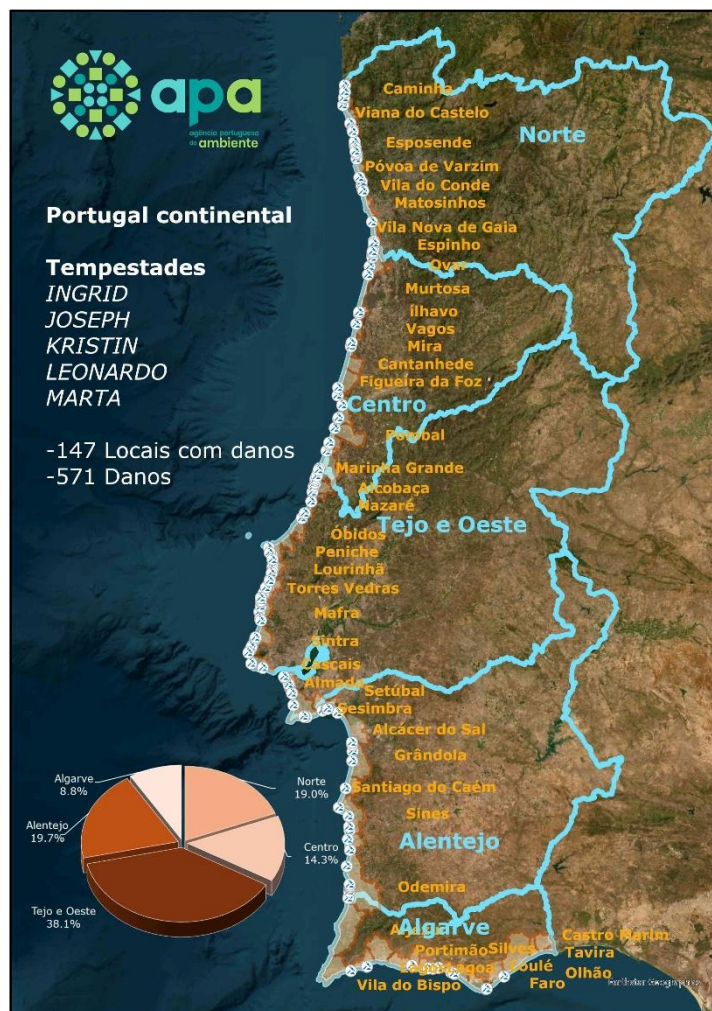 apa
agência portuguesa
do ambiente
Portugal continental
Tempestades
INGRID
JOSEPH
KRISTIN
LEONARDO
MARTA
-147 Locais com danos
-571 Danos
Caminha
Viana do Castelo
Norte
Esposende
Póvoa de Varzim
Vila do Conde
Matosinhos
Vila Nova de Gaia
Espinho
Ovar
Murtosa
ílhavo
Vagos
Mira
Cantanhede
Figueira da Foz
Centro
Pombal
Marinha Grande
Alcobaça
Nazaré
Tejo e Oeste
Óbidos
Peniche
Lourinhã
Torres Vedras
Mafra
Sintra
Cascais
Almada
Setúbal
Sesimbra
Alcácer do Sal
Grândola
Santiago do Caém
Sines
Alentejo
Odemira
Algarve
Castro Marim
Silves
Portimão
Tavira
Loulé
Lagoa
Olhão
Faro
Vila do Bispo
Earthstar Geographics
Algarve
8.8%
Norte
19.0%
Alentejo
19.7%
Centro
14.3%
Tejo e Oeste
38.1%